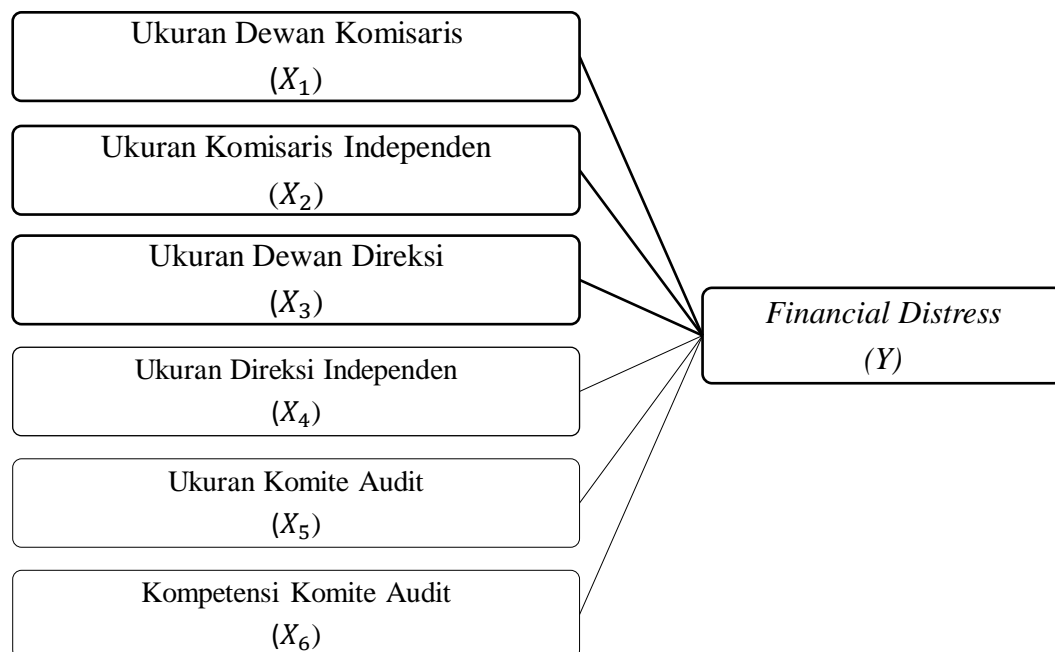 Ukuran Dewan Komisaris
(𝑋₁)
Ukuran Komisaris Independen
(𝑋₂)
Ukuran Dewan Direksi
(𝑋₃)
Ukuran Direksi Independen
(𝑋₄)
Ukuran Komite Audit
(𝑋₅)
Kompetensi Komite Audit
(𝑋₆)
Financial Distress
(Y)